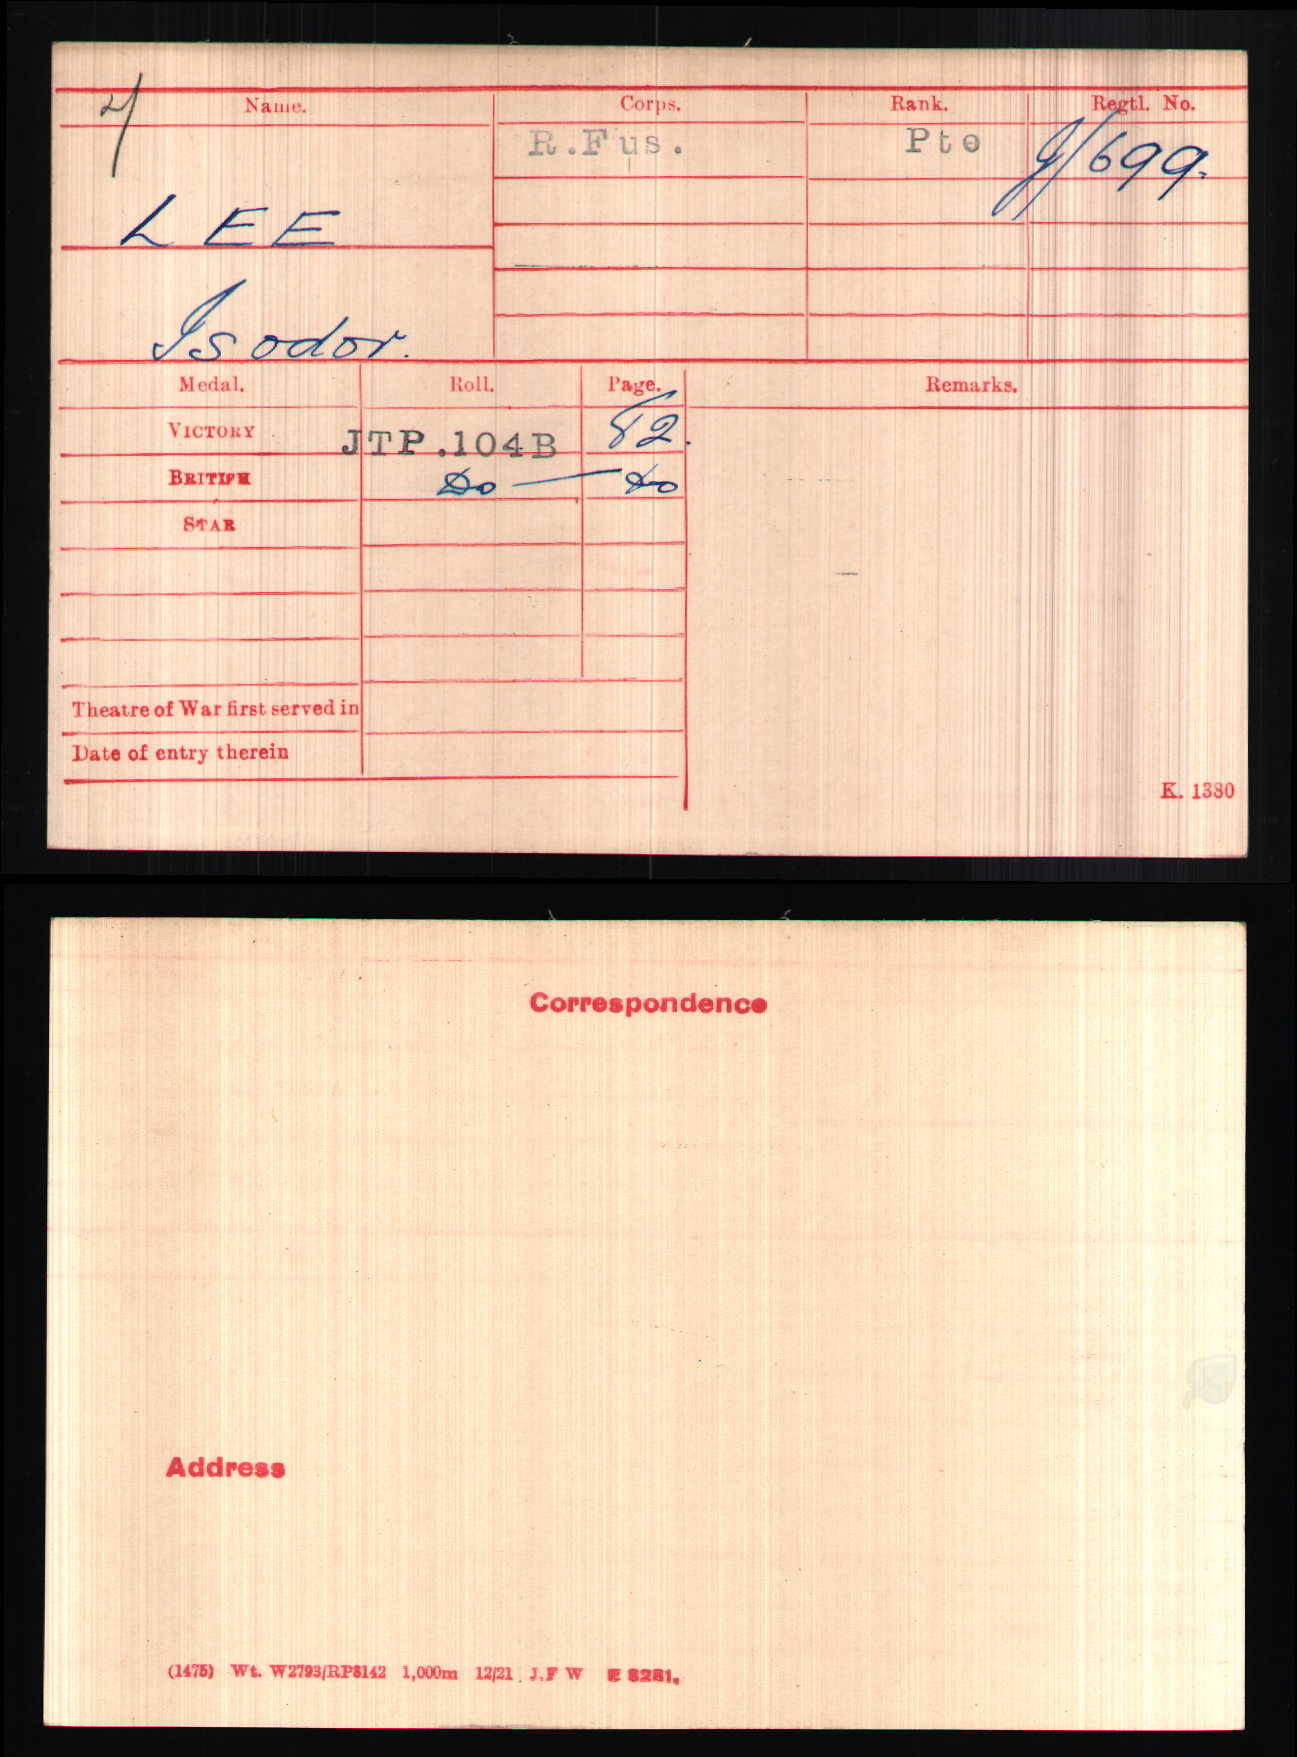 4
Name. Corps. Rank. Regtl. No.
R.Fus. Pte J/699.
LEE
Isodor.
Medal. Roll. Page. Remarks.
VICTORY JTP.104B 82.
BRITISH Do — Do
STAR
Theatre of War first served in
Date of entry therein
K. 1380
Correspondence
Address
(1475) Wt. W2793/RP8142 1,000m 12/21 J.F W E 8281.